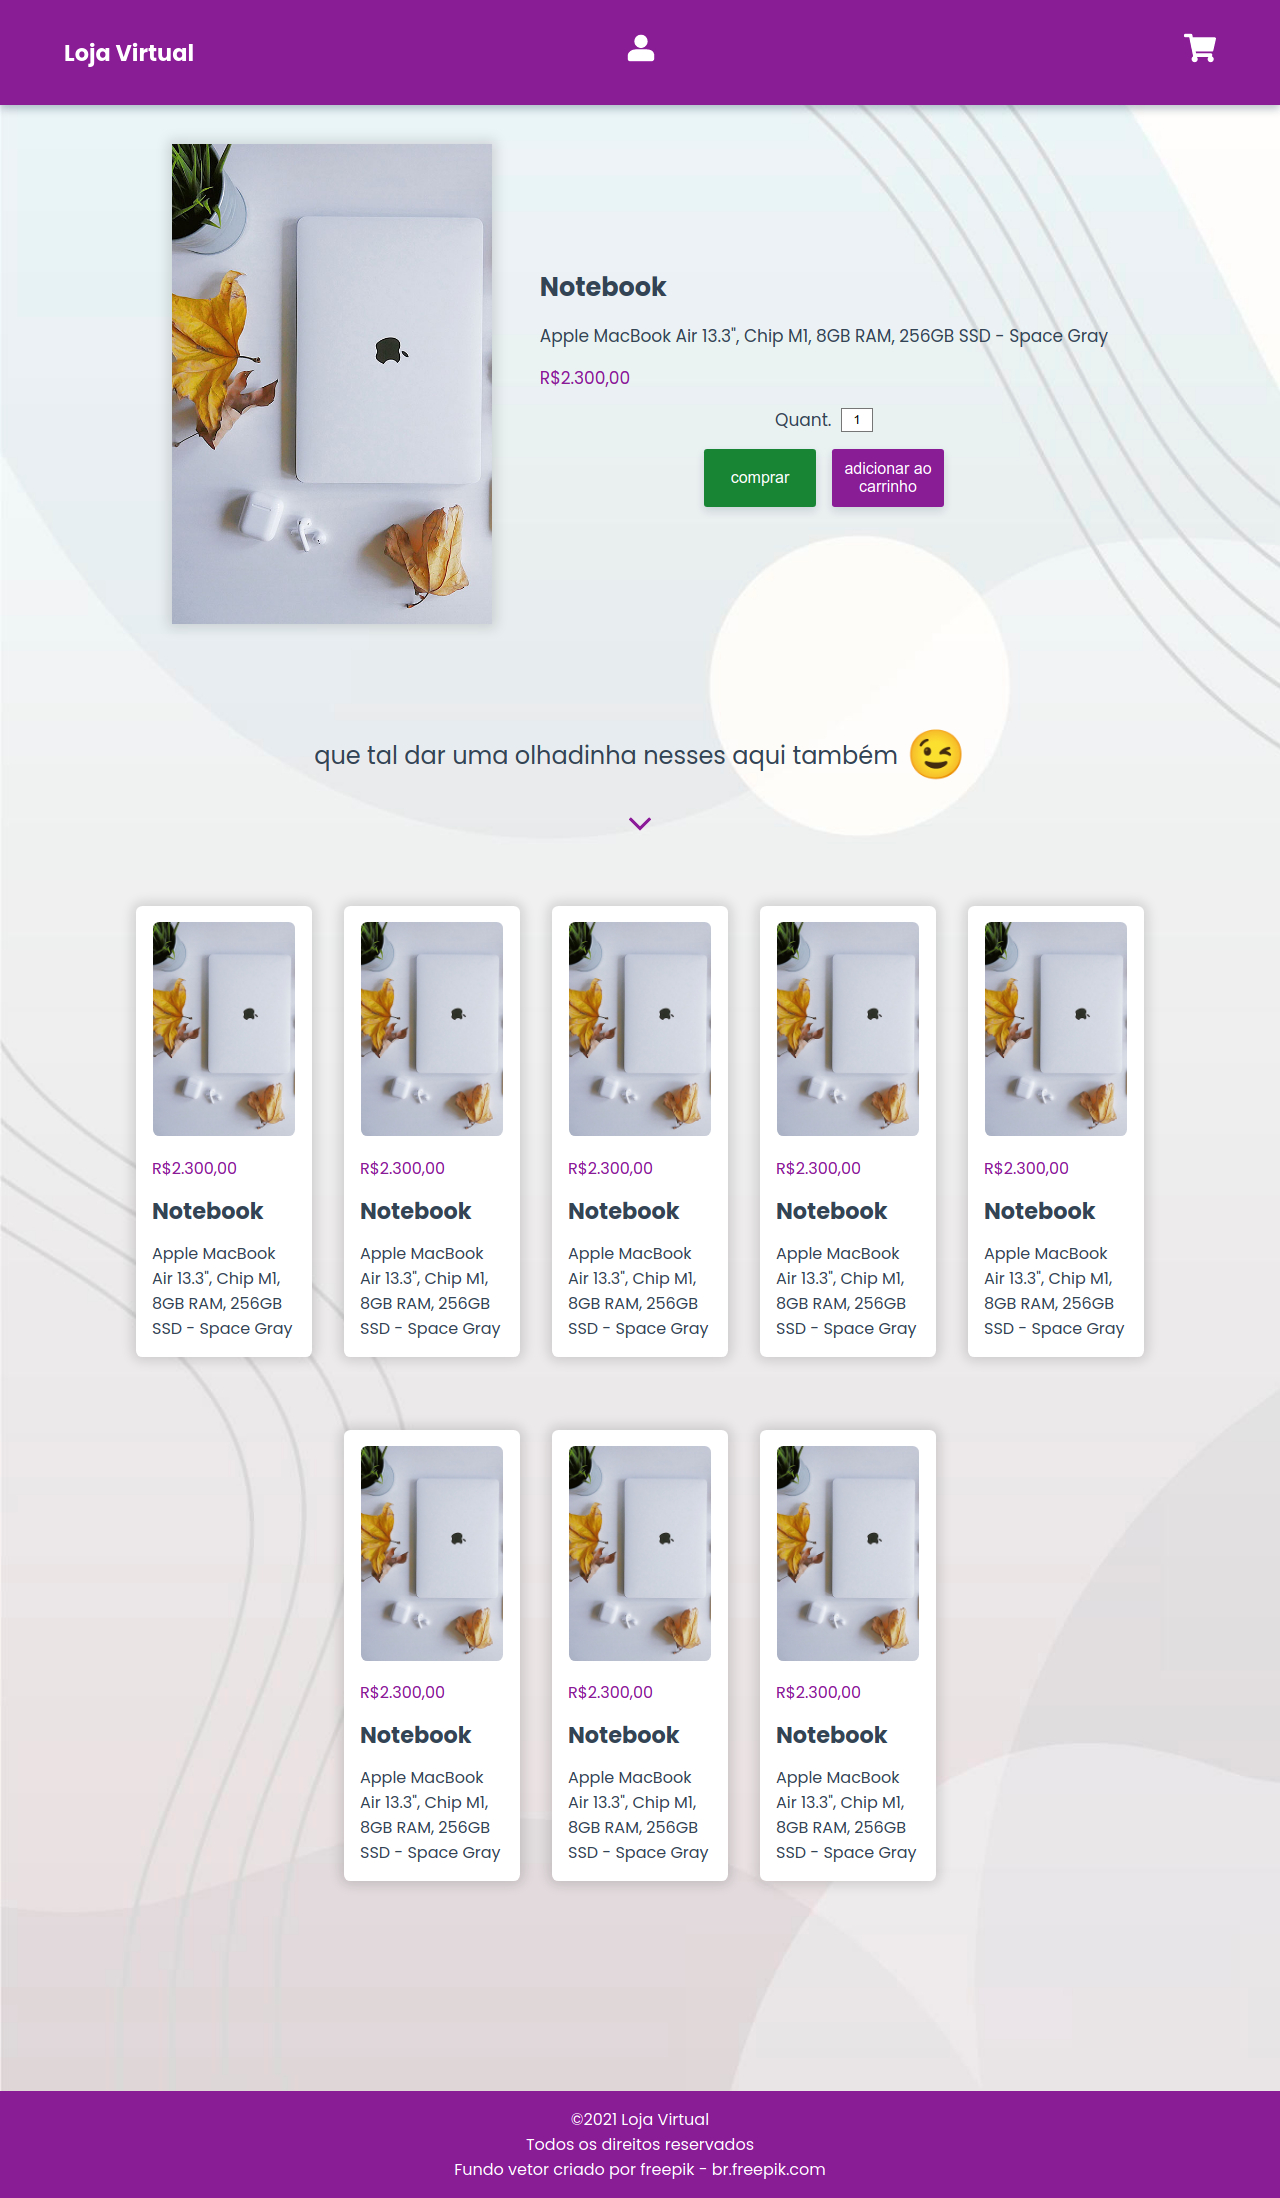 Loja Virtual
Notebook
Apple MacBook Air 13.3", Chip M1, 8GB RAM, 256GB SSD - Space Gray
R$2.300,00
Quant. 1
comprar
adicionar ao
carrinho
que tal dar uma olhadinha nesses aqui também 😉
R$2.300,00
Notebook
Apple MacBook
Air 13.3", Chip M1,
8GB RAM, 256GB
SSD - Space Gray
R$2.300,00
Notebook
Apple MacBook
Air 13.3", Chip M1,
8GB RAM, 256GB
SSD - Space Gray
R$2.300,00
Notebook
Apple MacBook
Air 13.3", Chip M1,
8GB RAM, 256GB
SSD - Space Gray
R$2.300,00
Notebook
Apple MacBook
Air 13.3", Chip M1,
8GB RAM, 256GB
SSD - Space Gray
R$2.300,00
Notebook
Apple MacBook
Air 13.3", Chip M1,
8GB RAM, 256GB
SSD - Space Gray
R$2.300,00
Notebook
Apple MacBook
Air 13.3", Chip M1,
8GB RAM, 256GB
SSD - Space Gray
R$2.300,00
Notebook
Apple MacBook
Air 13.3", Chip M1,
8GB RAM, 256GB
SSD - Space Gray
R$2.300,00
Notebook
Apple MacBook
Air 13.3", Chip M1,
8GB RAM, 256GB
SSD - Space Gray
©2021 Loja Virtual
Todos os direitos reservados
Fundo vetor criado por freepik - br.freepik.com